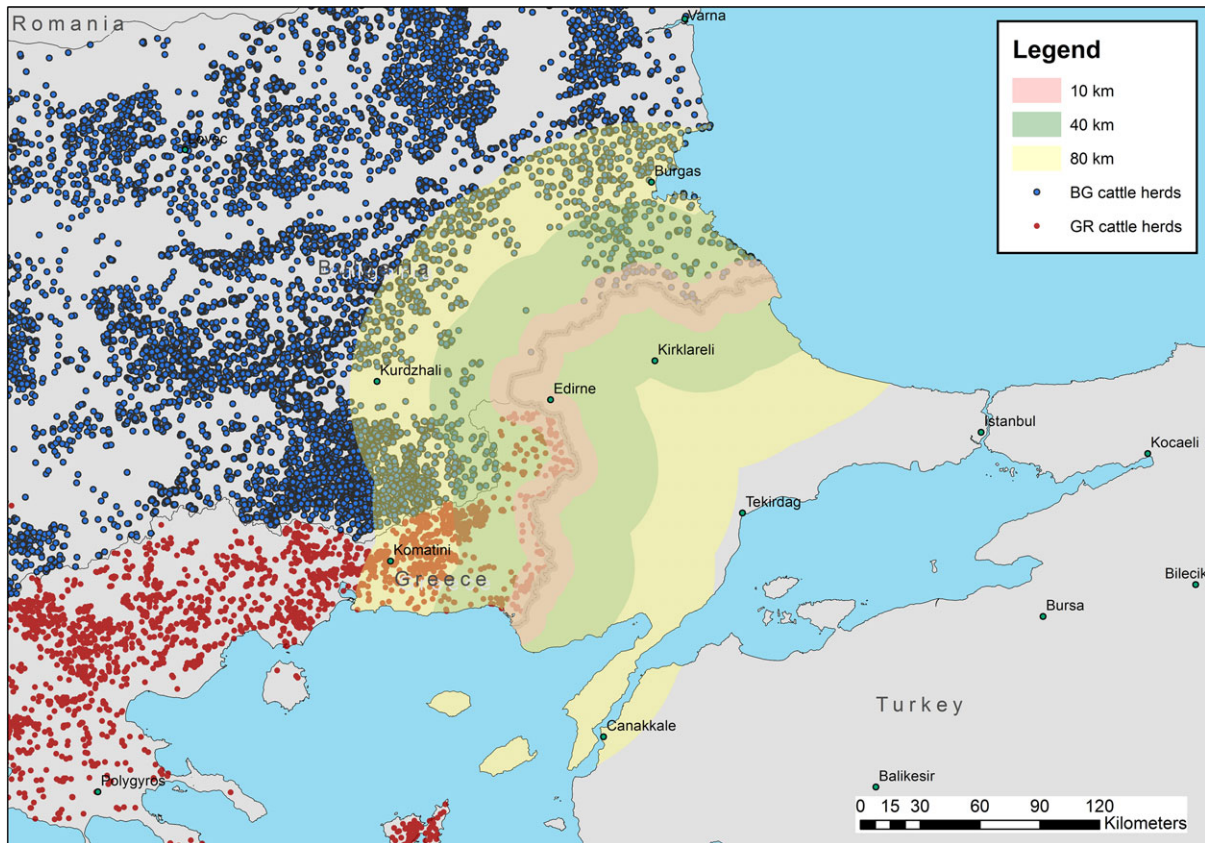 Romania
Varna
Legend
10 km
40 km
80 km
BG cattle herds
GR cattle herds
Lovec
Burgas
Bulgaria
Kirklareli
Kurdzhali
Edirne
Istanbul
Kocaeli
Tekirdag
Komatini
Greece
Bilecik
Bursa
Turkey
Canakkale
Polygyros
Balikesir
0 15 30 60 90 120
Kilometers